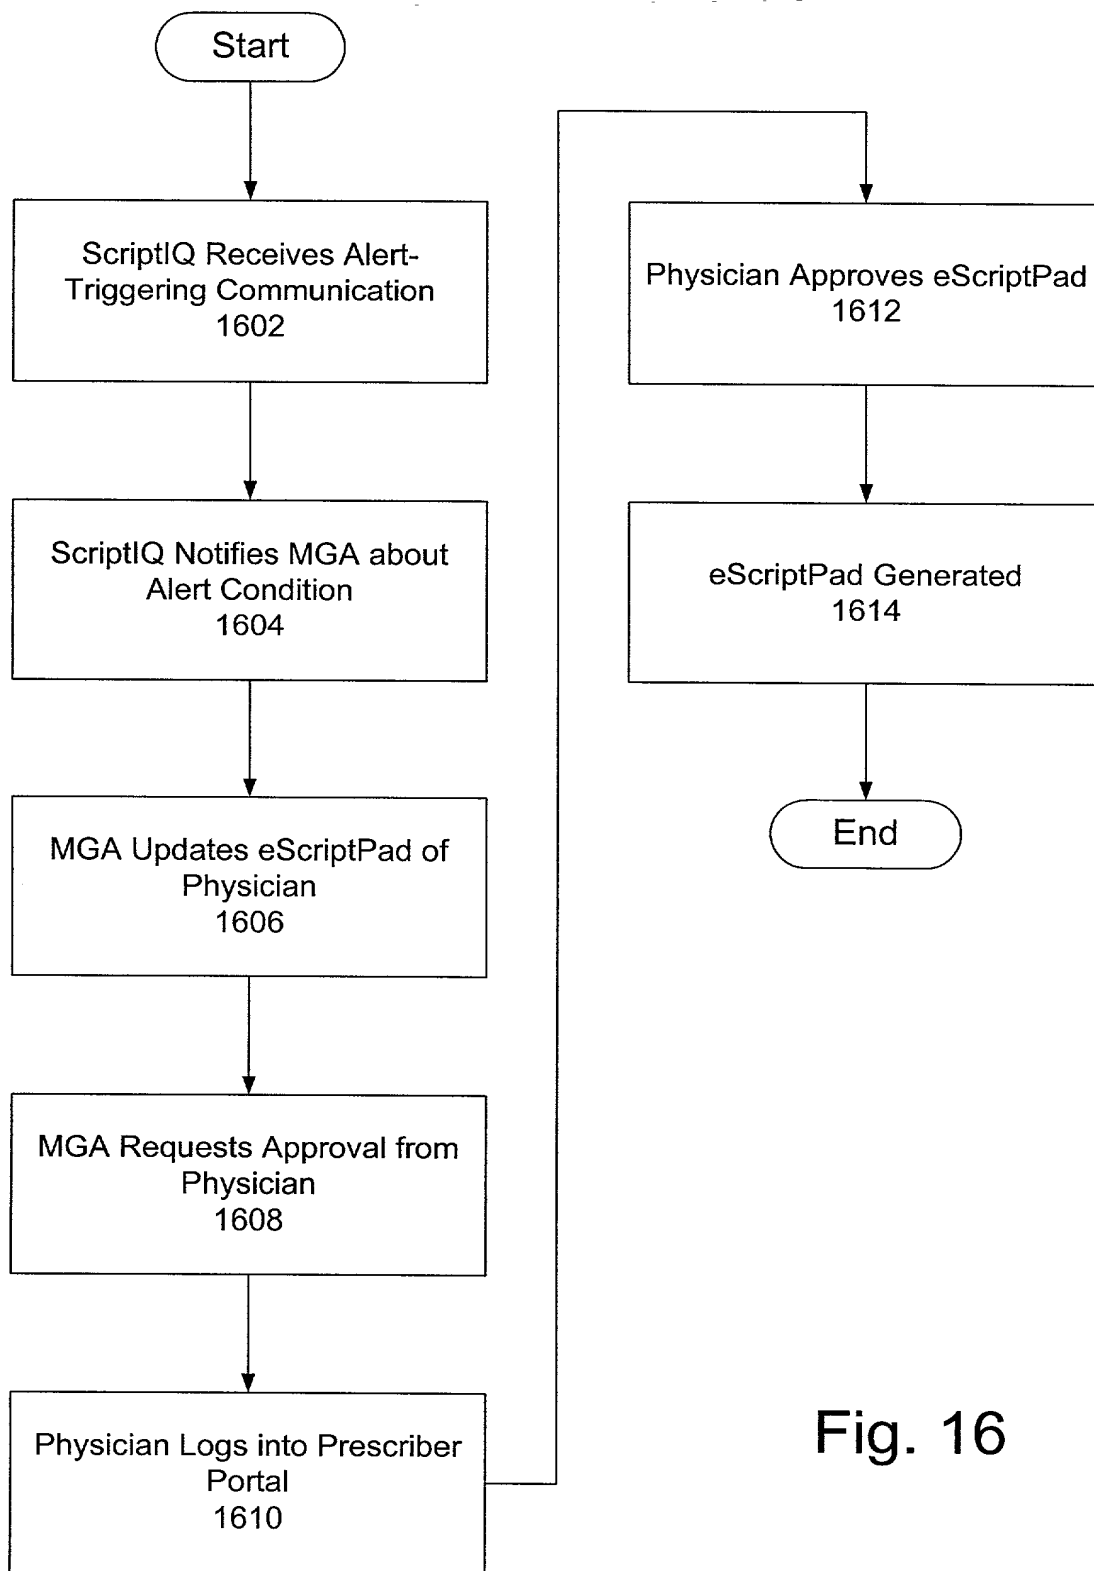 Start
ScriptIQ Receives Alert-
Triggering Communication
1602
ScriptIQ Notifies MGA about
Alert Condition
1604
MGA Updates eScriptPad of
Physician
1606
MGA Requests Approval from
Physician
1608
Physician Logs into Prescriber
Portal
1610
Physician Approves eScriptPad
1612
eScriptPad Generated
1614
End
Fig. 16